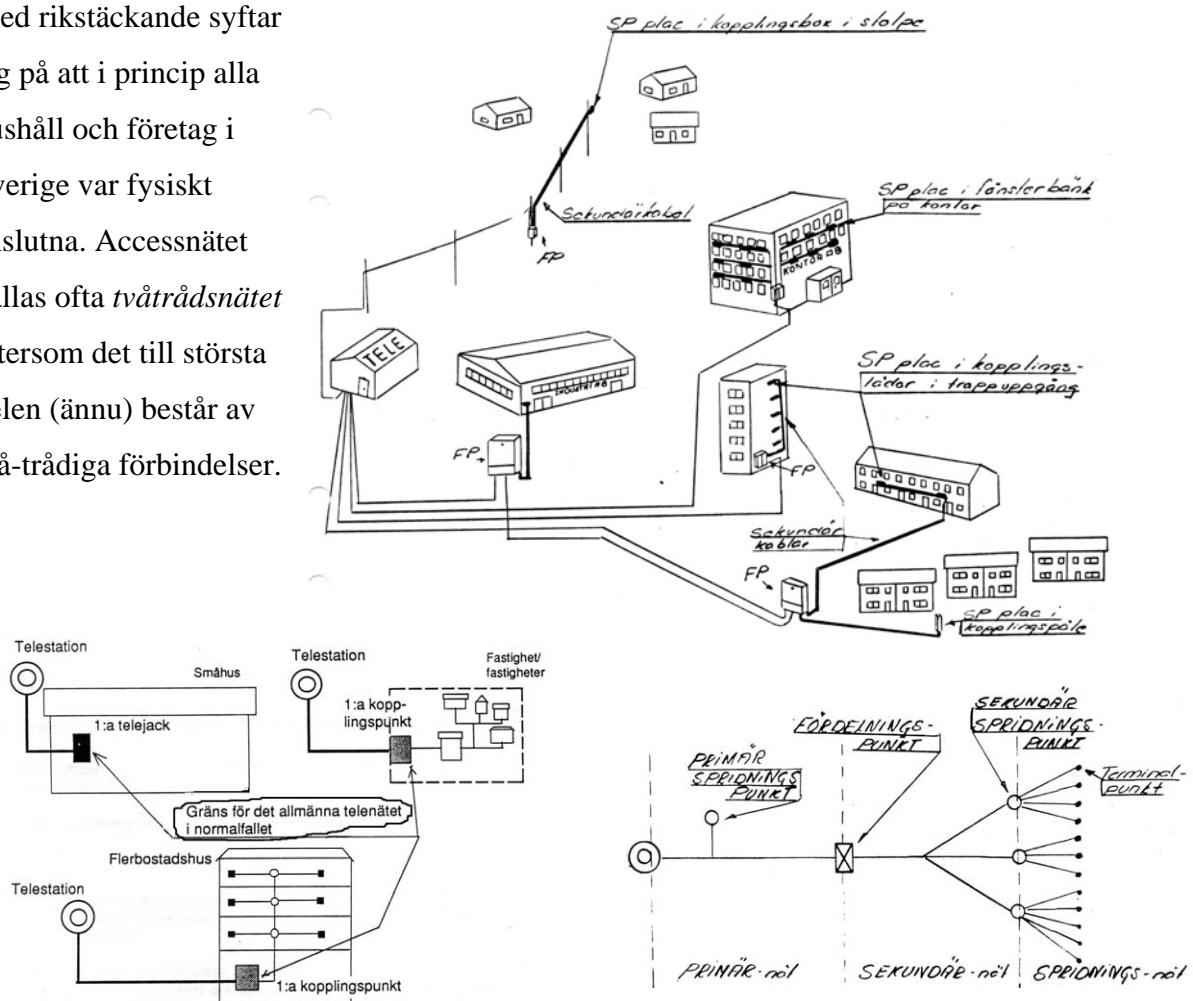 ed rikstäckande syftar
g på att i princip alla
ushåll och företag i
verige var fysiskt
nslutna. Accessnätet
allas ofta tvåtrådsnätet
tersom det till största
elen (ännu) består av
å-trådiga förbindelser.
SP plac i kopplingsbox i stolpe
Sekundärkabel
FP
SP plac i fönsterbänk
på kontor
KONTOR AB
TELE
INDUSTRI AB
FP
SP plac i kopplings-
lådor i trappuppgång
FP
Sekundär
kablar
FP
SP plac i
kopplingspåle
Telestation
Småhus
1:a telejack
Telestation
Fastighet/
fastigheter
1:a kopp-
lingspunkt
Gräns för det allmänna telenätet
i normalfallet
Flerbostadshus
Telestation
1:a kopplingspunkt
PRIMÄR
SPRIDNINGS
PUNKT
FÖRDELNINGS-
PUNKT
SEKUNDÄR
SPRIDNINGS-
PUNKT
Terminal-
punkt
PRIMÄR-nät
SEKUNDÄR-nät
SPRIDNINGS-nät